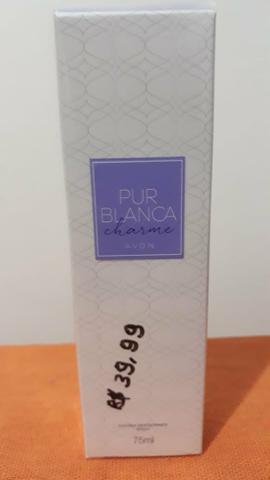 PUR
BLANCA
charme
AVON
R$ 39,99
75ml